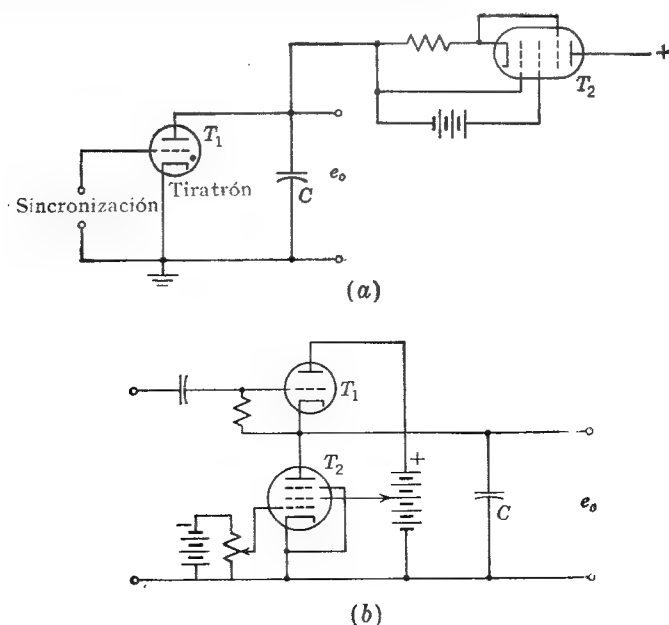 +
T₂
T₁
Tiratrón
Sincronización
C
e₀
(a)
T₁
T₂
+
-
C
e₀
(b)